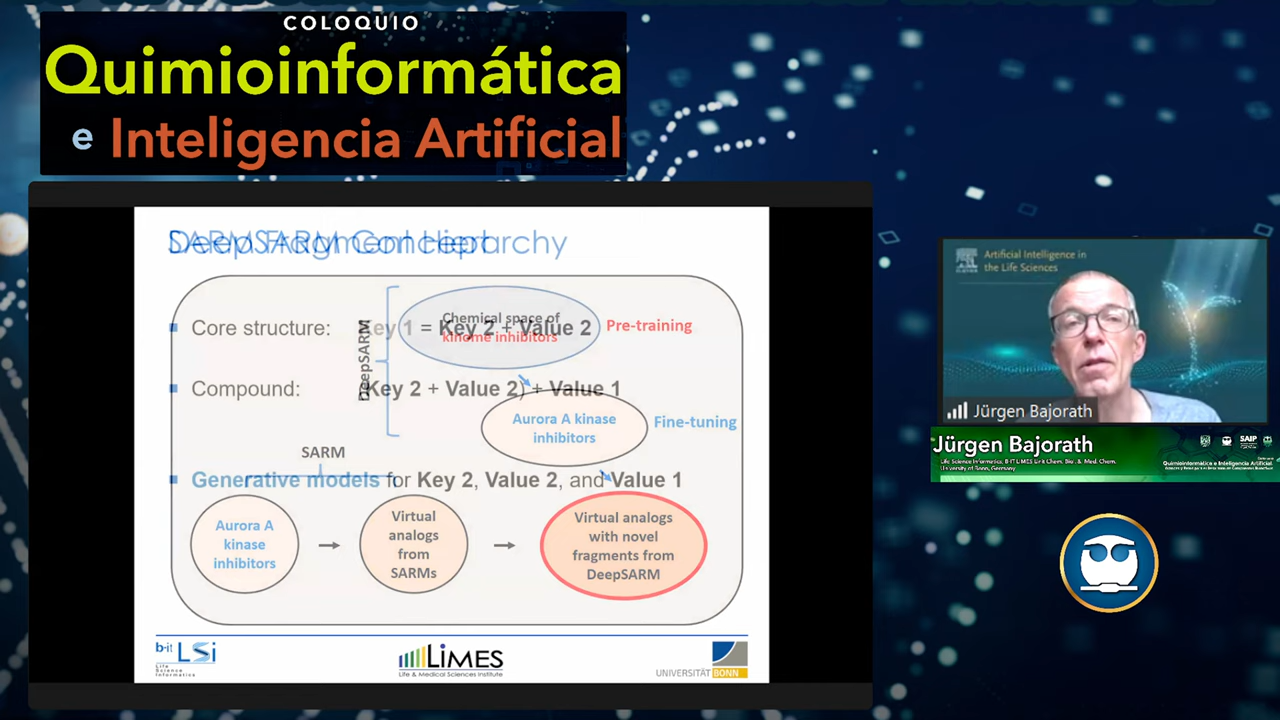 COLOQUIO
Quimioinformática
e Inteligencia Artificial
Core structure: Key 1 = Key 2 + Value 2
Chemical space of
kinome inhibitors
Pre-training
DeepSARM
Compound: (Key 2 + Value 2) + Value 1
Aurora A kinase
inhibitors
Fine-tuning
SARM
Generative models for Key 2, Value 2, and Value 1
Aurora A
kinase
inhibitors
Virtual
analogs
from
SARMs
Virtual analogs
with novel
fragments from
DeepSARM
b-it LSi
Life
Science
Informatics
LiMES
Life & Medical Sciences Institute
UNIVERSITÄT BONN
Artificial Intelligence in
the Life Sciences
Jürgen Bajorath
Jürgen Bajorath
University of Bonn, Germany
SAIP
Quimioinformática e Inteligencia Artificial